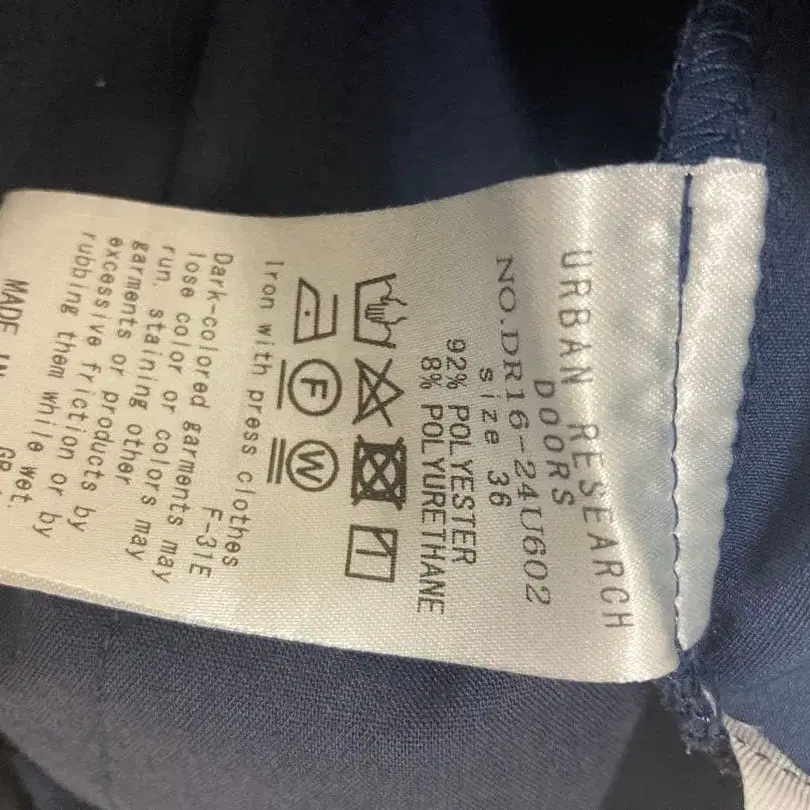 URBAN RESEARCH
DOORS
NO.DR16-24U602
size 36
92% POLYESTER
8% POLYURETHANE
F
W
Iron with press clothes
F-31E
Dark-colored garments may
lose color or colors may
run, staining other
garments or products by
excessive friction or by
rubbing them while wet.
MADE IN